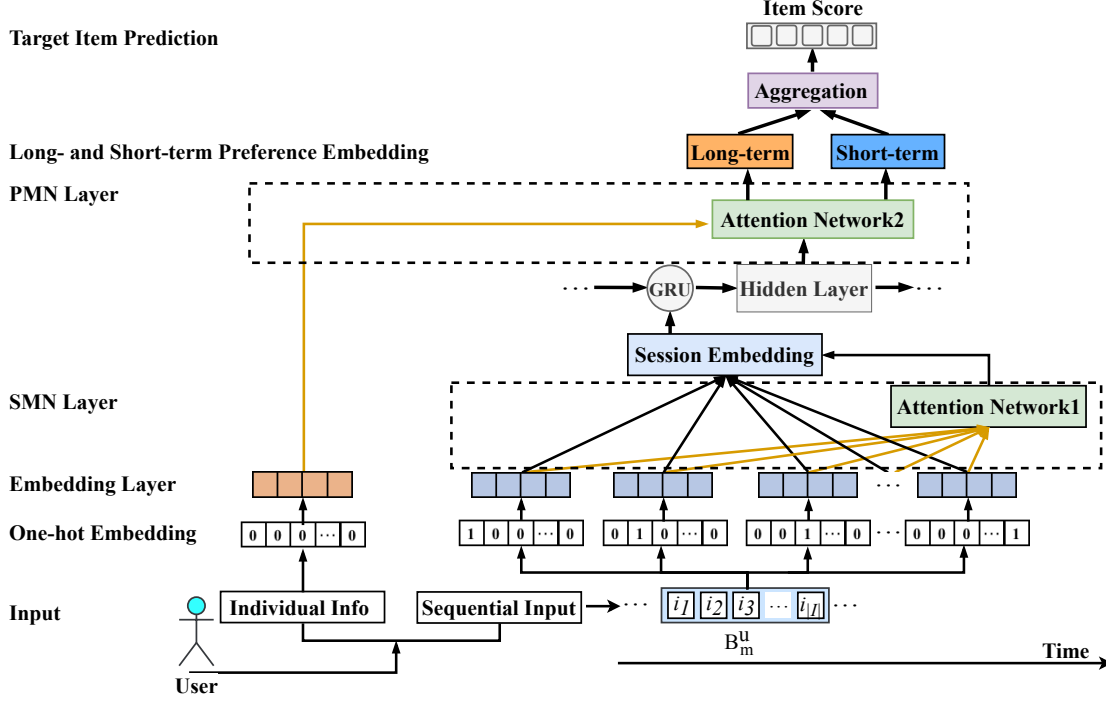 Item Score
Target Item Prediction
Aggregation
Long- and Short-term Preference Embedding
Long-term
Short-term
PMN Layer
Attention Network2
··· GRU Hidden Layer ···
Session Embedding
SMN Layer
Attention Network1
Embedding Layer
···
One-hot Embedding
0 0 0 ··· 0
1 0 0 ··· 0
0 1 0 ··· 0
0 0 1 ··· 0
···
0 0 0 ··· 1
Input
Individual Info
Sequential Input
··· i1 i2 i3 ··· i|I| ···
B_m^u
Time
User